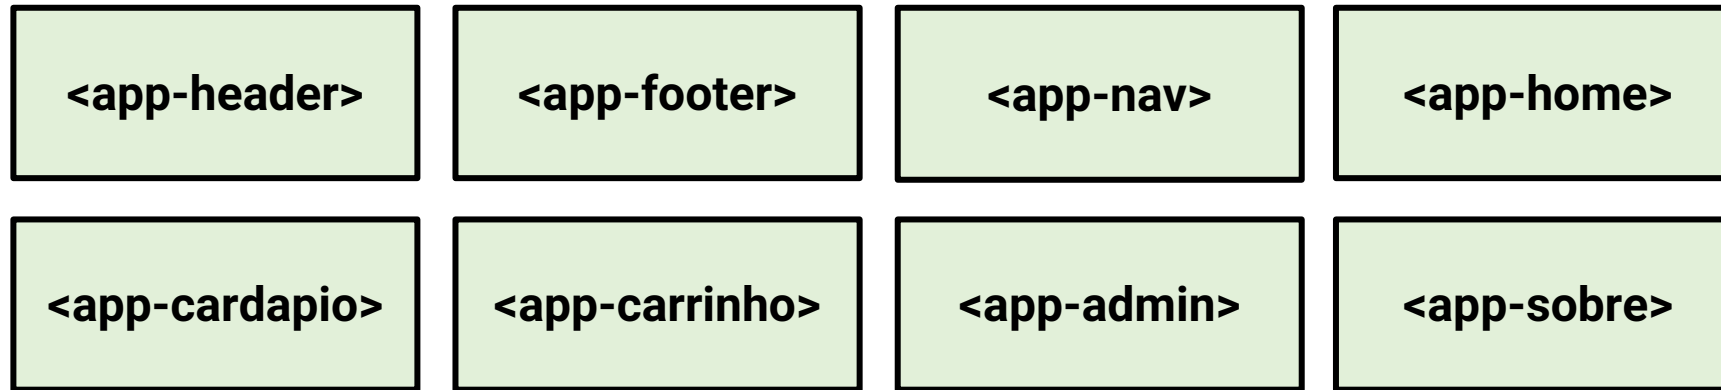 <app-header>
<app-footer>
<app-nav>
<app-home>
<app-cardapio>
<app-carrinho>
<app-admin>
<app-sobre>